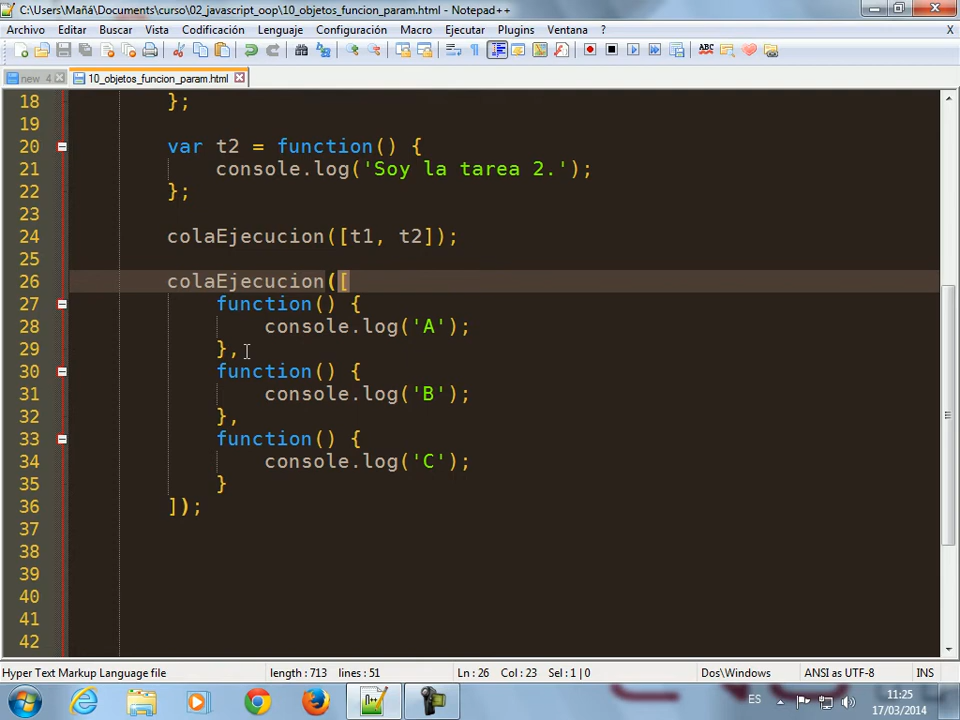 C:\Users\Mañá\Documents\curso\02_javascript_oop\10_objetos_funcion_param.html - Notepad++
Archivo Editar Buscar Vista Codificación Lenguaje Configuración Macro Ejecutar Plugins Ventana ? X
new 4 10_objetos_funcion_param.html
18 };
19
20 var t2 = function() {
21 console.log('Soy la tarea 2.');
22 };
23
24 colaEjecucion([t1, t2]);
25
26 colaEjecucion([
27 function() {
28 console.log('A');
29 },
30 function() {
31 console.log('B');
32 },
33 function() {
34 console.log('C');
35 }
36 ]);
37
38
39
40
41
42
Hyper Text Markup Language file length : 713 lines : 51 Ln : 26 Col : 23 Sel : 1 | 0 Dos\Windows ANSI as UTF-8 INS
ES 11:25
17/03/2014